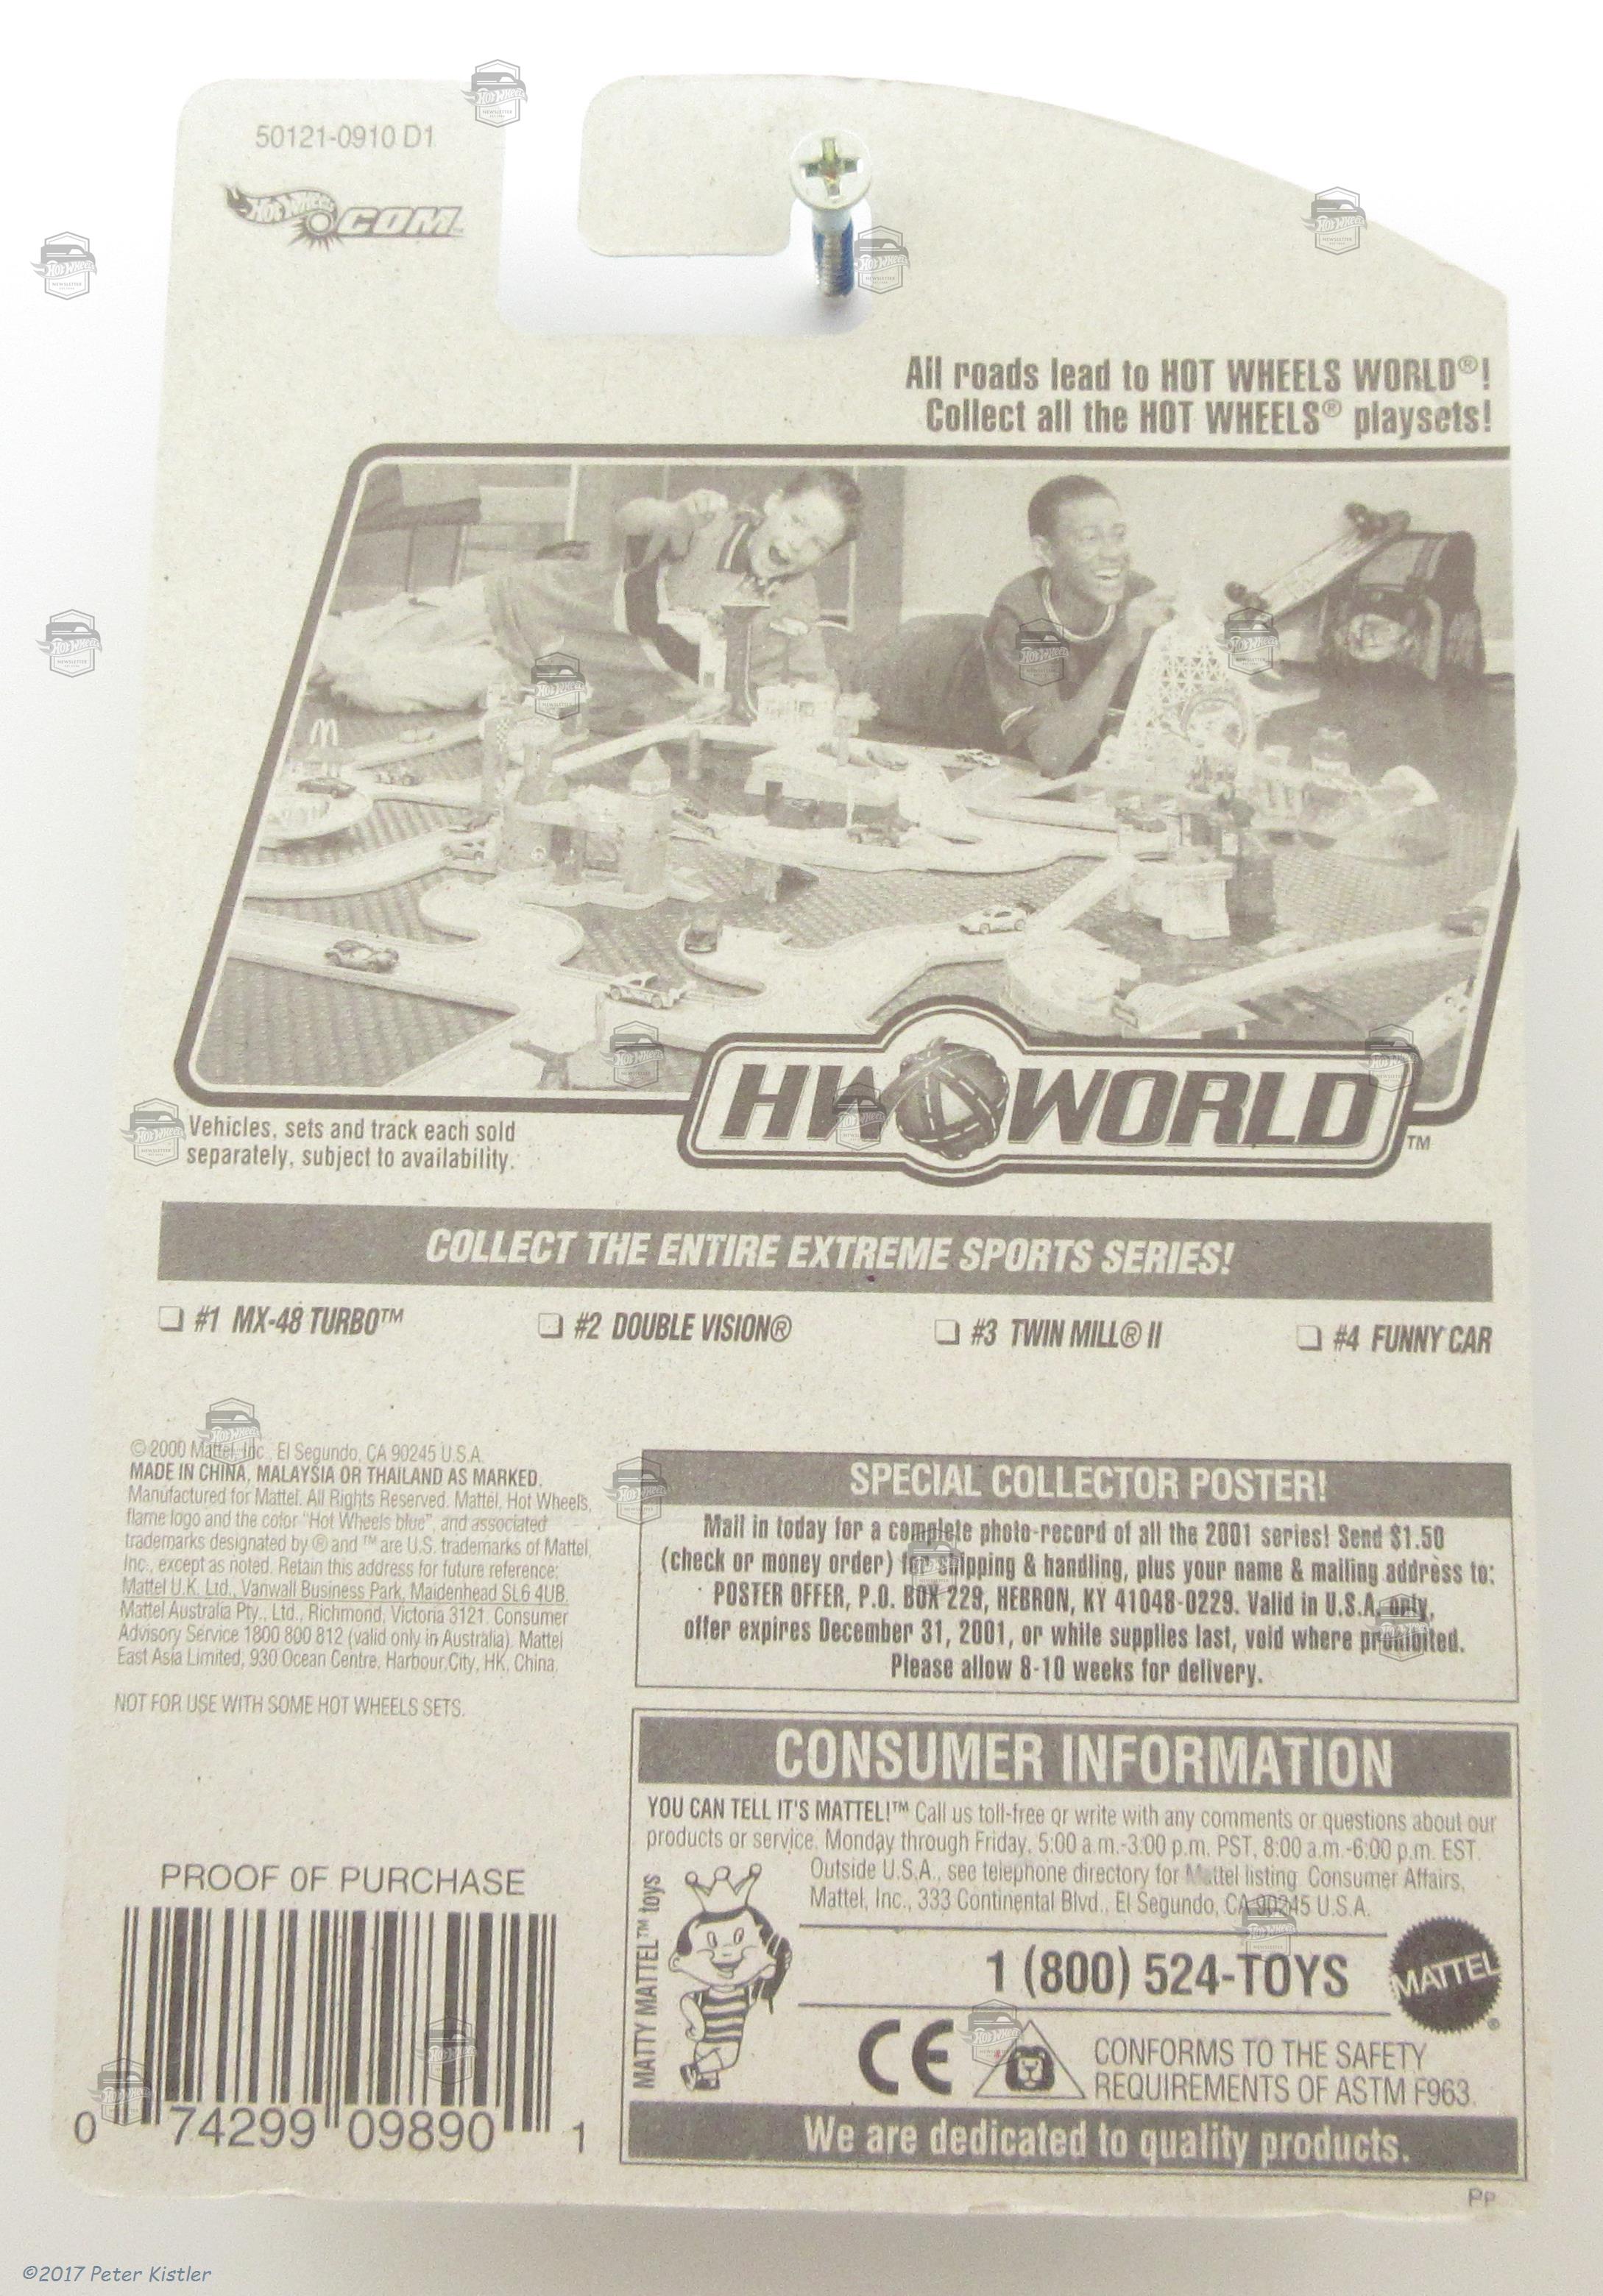 50121-0910 D1
Hot Wheels .COM
All roads lead to HOT WHEELS WORLD®!
Collect all the HOT WHEELS® playsets!
HW WORLD™
Vehicles, sets and track each sold
separately, subject to availability.
COLLECT THE ENTIRE EXTREME SPORTS SERIES!
#1 MX-48 TURBO™ #2 DOUBLE VISION® #3 TWIN MILL® II #4 FUNNY CAR
© 2000 Mattel, Inc. El Segundo, CA 90245 U.S.A.
MADE IN CHINA, MALAYSIA OR THAILAND AS MARKED.
Manufactured for Mattel. All Rights Reserved. Mattel, Hot Wheels,
flame logo and the color "Hot Wheels blue", and associated
trademarks designated by ® and ™ are U.S. trademarks of Mattel,
Inc., except as noted. Retain this address for future reference:
Mattel U.K. Ltd., Vanwall Business Park, Maidenhead SL6 4UB.
Mattel Australia Pty., Ltd., Richmond, Victoria 3121. Consumer
Advisory Service 1800 800 812 (valid only in Australia). Mattel
East Asia Limited, 930 Ocean Centre, Harbour City, HK, China.
NOT FOR USE WITH SOME HOT WHEELS SETS.
SPECIAL COLLECTOR POSTER!
Mail in today for a complete photo-record of all the 2001 series! Send $1.50
(check or money order) for shipping & handling, plus your name & mailing address to:
POSTER OFFER, P.O. BOX 229, HEBRON, KY 41048-0229. Valid in U.S.A. only,
offer expires December 31, 2001, or while supplies last, void where prohibited.
Please allow 8-10 weeks for delivery.
CONSUMER INFORMATION
YOU CAN TELL IT'S MATTEL!™ Call us toll-free or write with any comments or questions about our
products or service, Monday through Friday, 5:00 a.m.-3:00 p.m. PST, 8:00 a.m.-6:00 p.m. EST.
Outside U.S.A., see telephone directory for Mattel listing. Consumer Affairs,
Mattel, Inc., 333 Continental Blvd., El Segundo, CA 90245 U.S.A.
MATTY MATTEL™ toys
1 (800) 524-TOYS
MATTEL®
CE
CONFORMS TO THE SAFETY
REQUIREMENTS OF ASTM F963.
We are dedicated to quality products.
PROOF OF PURCHASE
0 74299 09890 1
PP
©2017 Peter Kistler